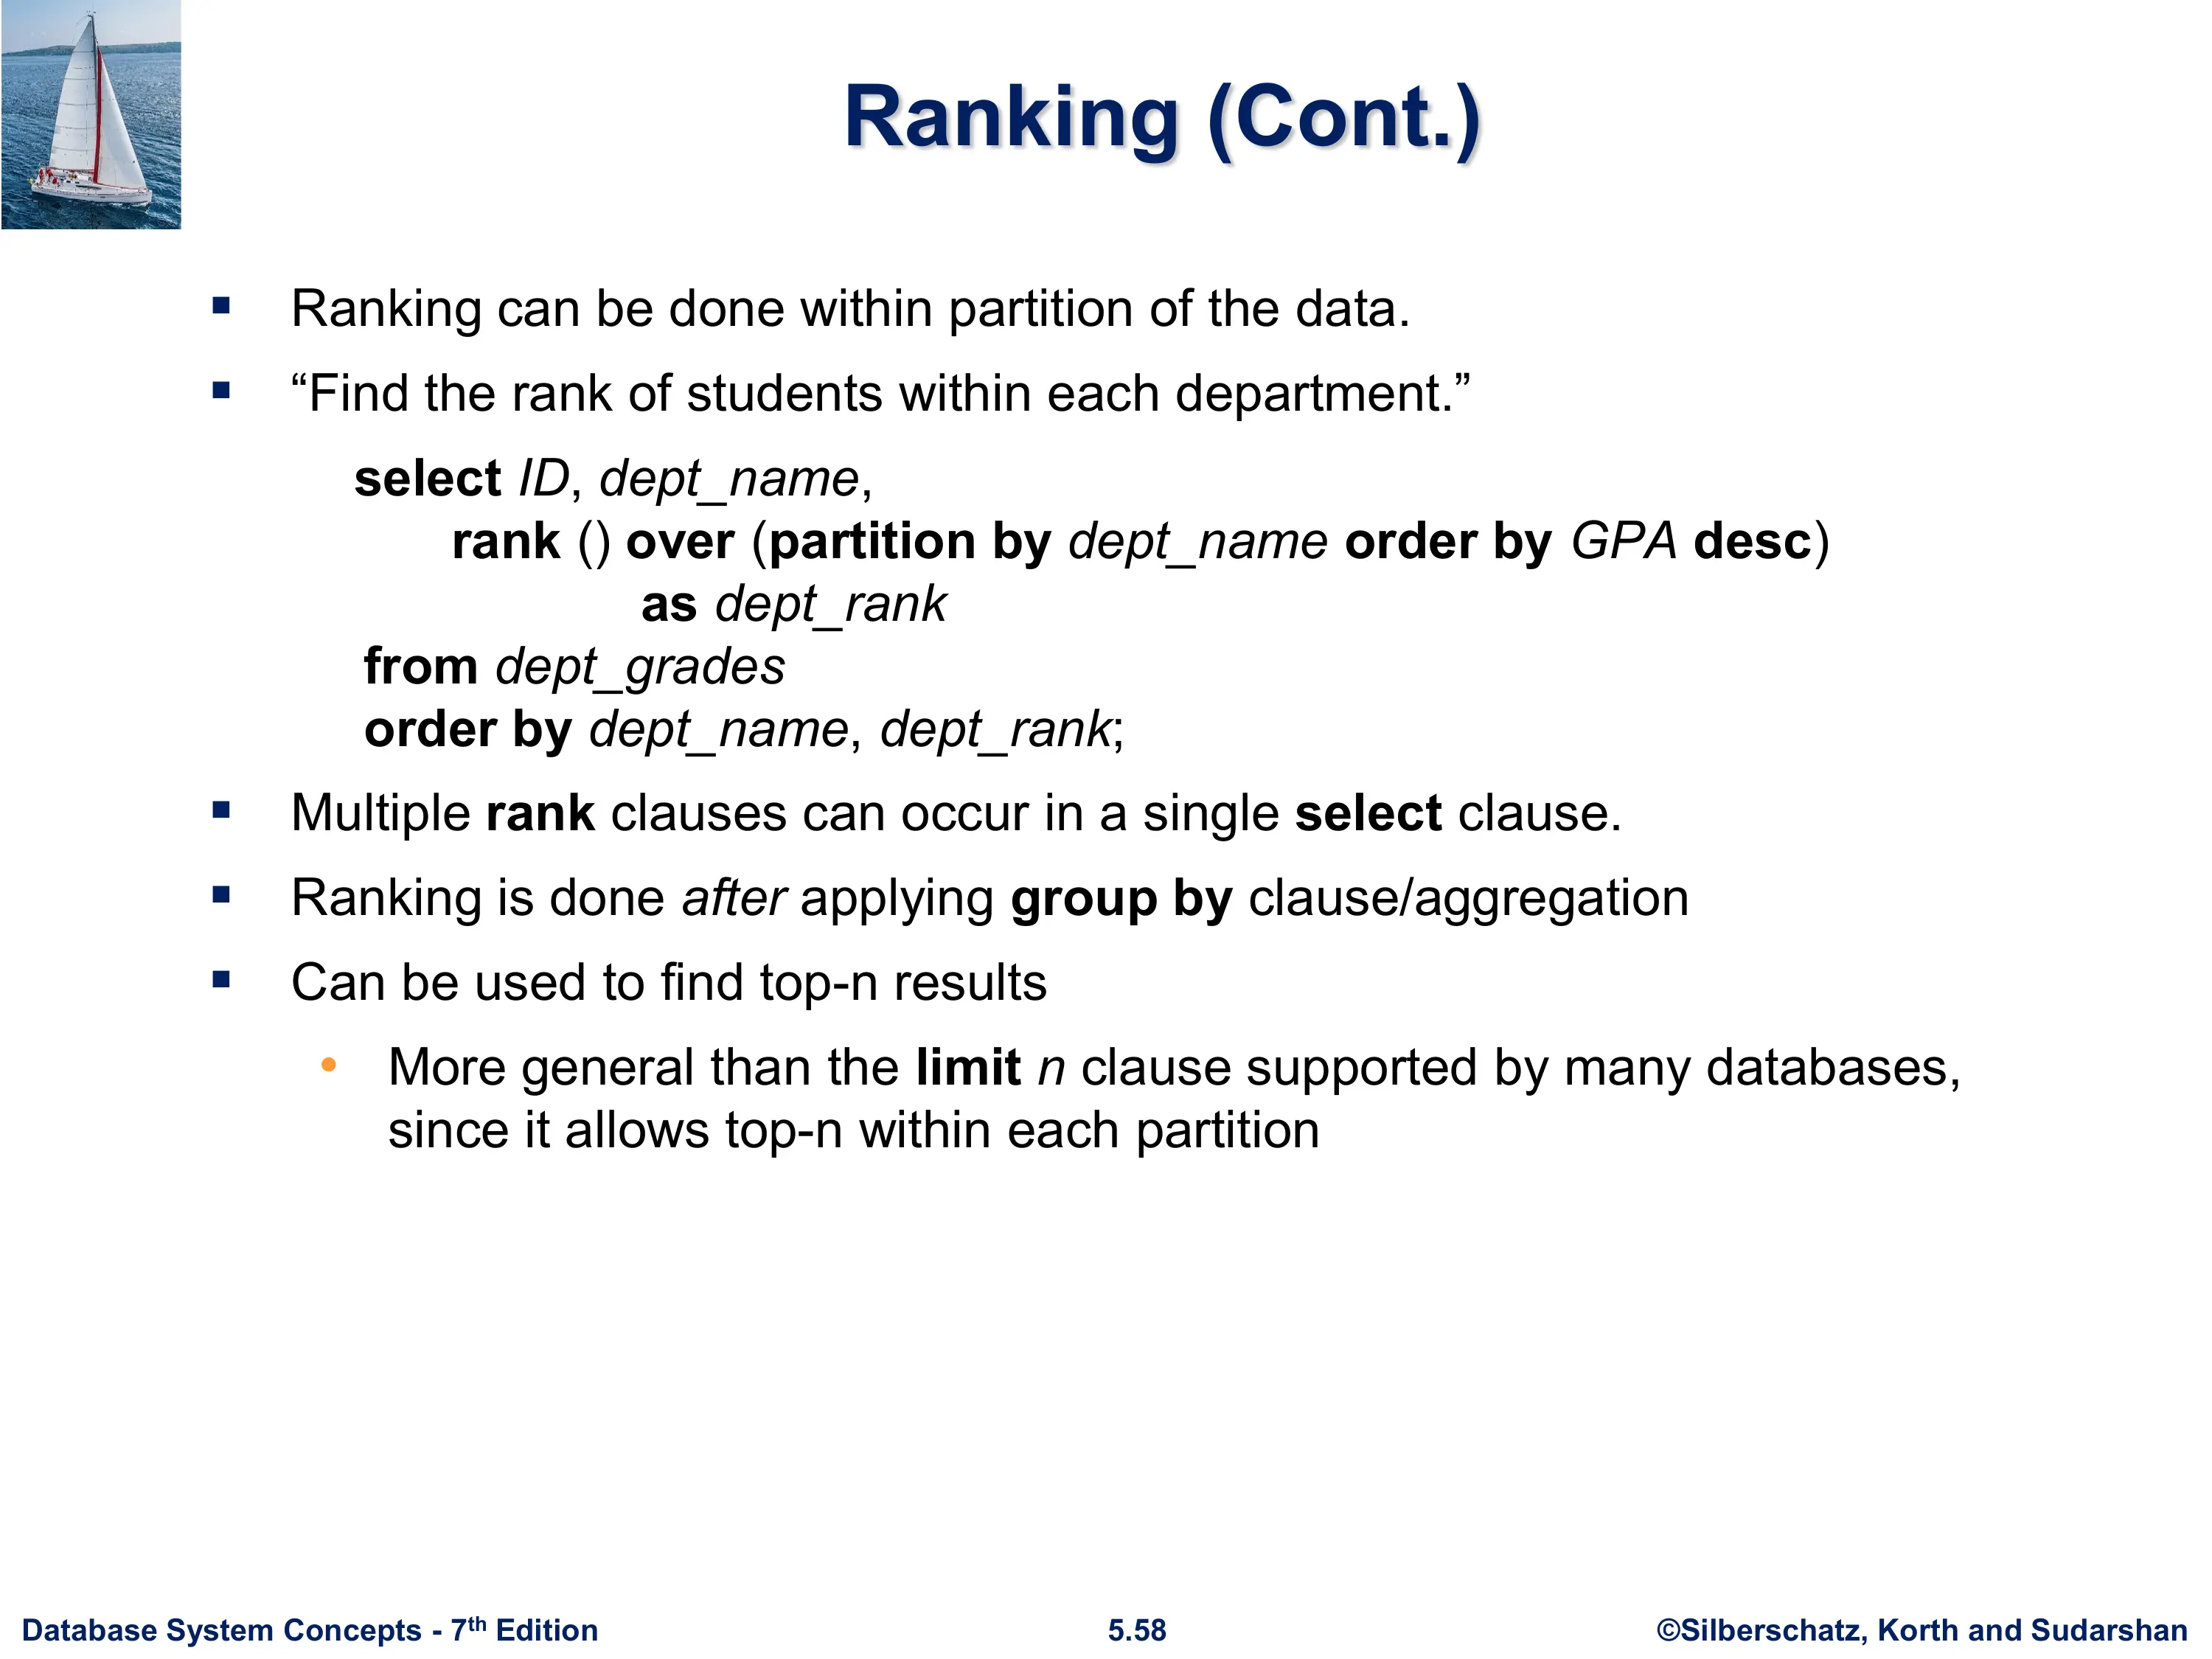 Ranking (Cont.)
▪ Ranking can be done within partition of the data.
▪ “Find the rank of students within each department.”
select ID, dept_name,
rank () over (partition by dept_name order by GPA desc)
as dept_rank
from dept_grades
order by dept_name, dept_rank;
▪ Multiple rank clauses can occur in a single select clause.
▪ Ranking is done after applying group by clause/aggregation
▪ Can be used to find top-n results
• More general than the limit n clause supported by many databases,
since it allows top-n within each partition
Database System Concepts - 7th Edition
5.58
©Silberschatz, Korth and Sudarshan